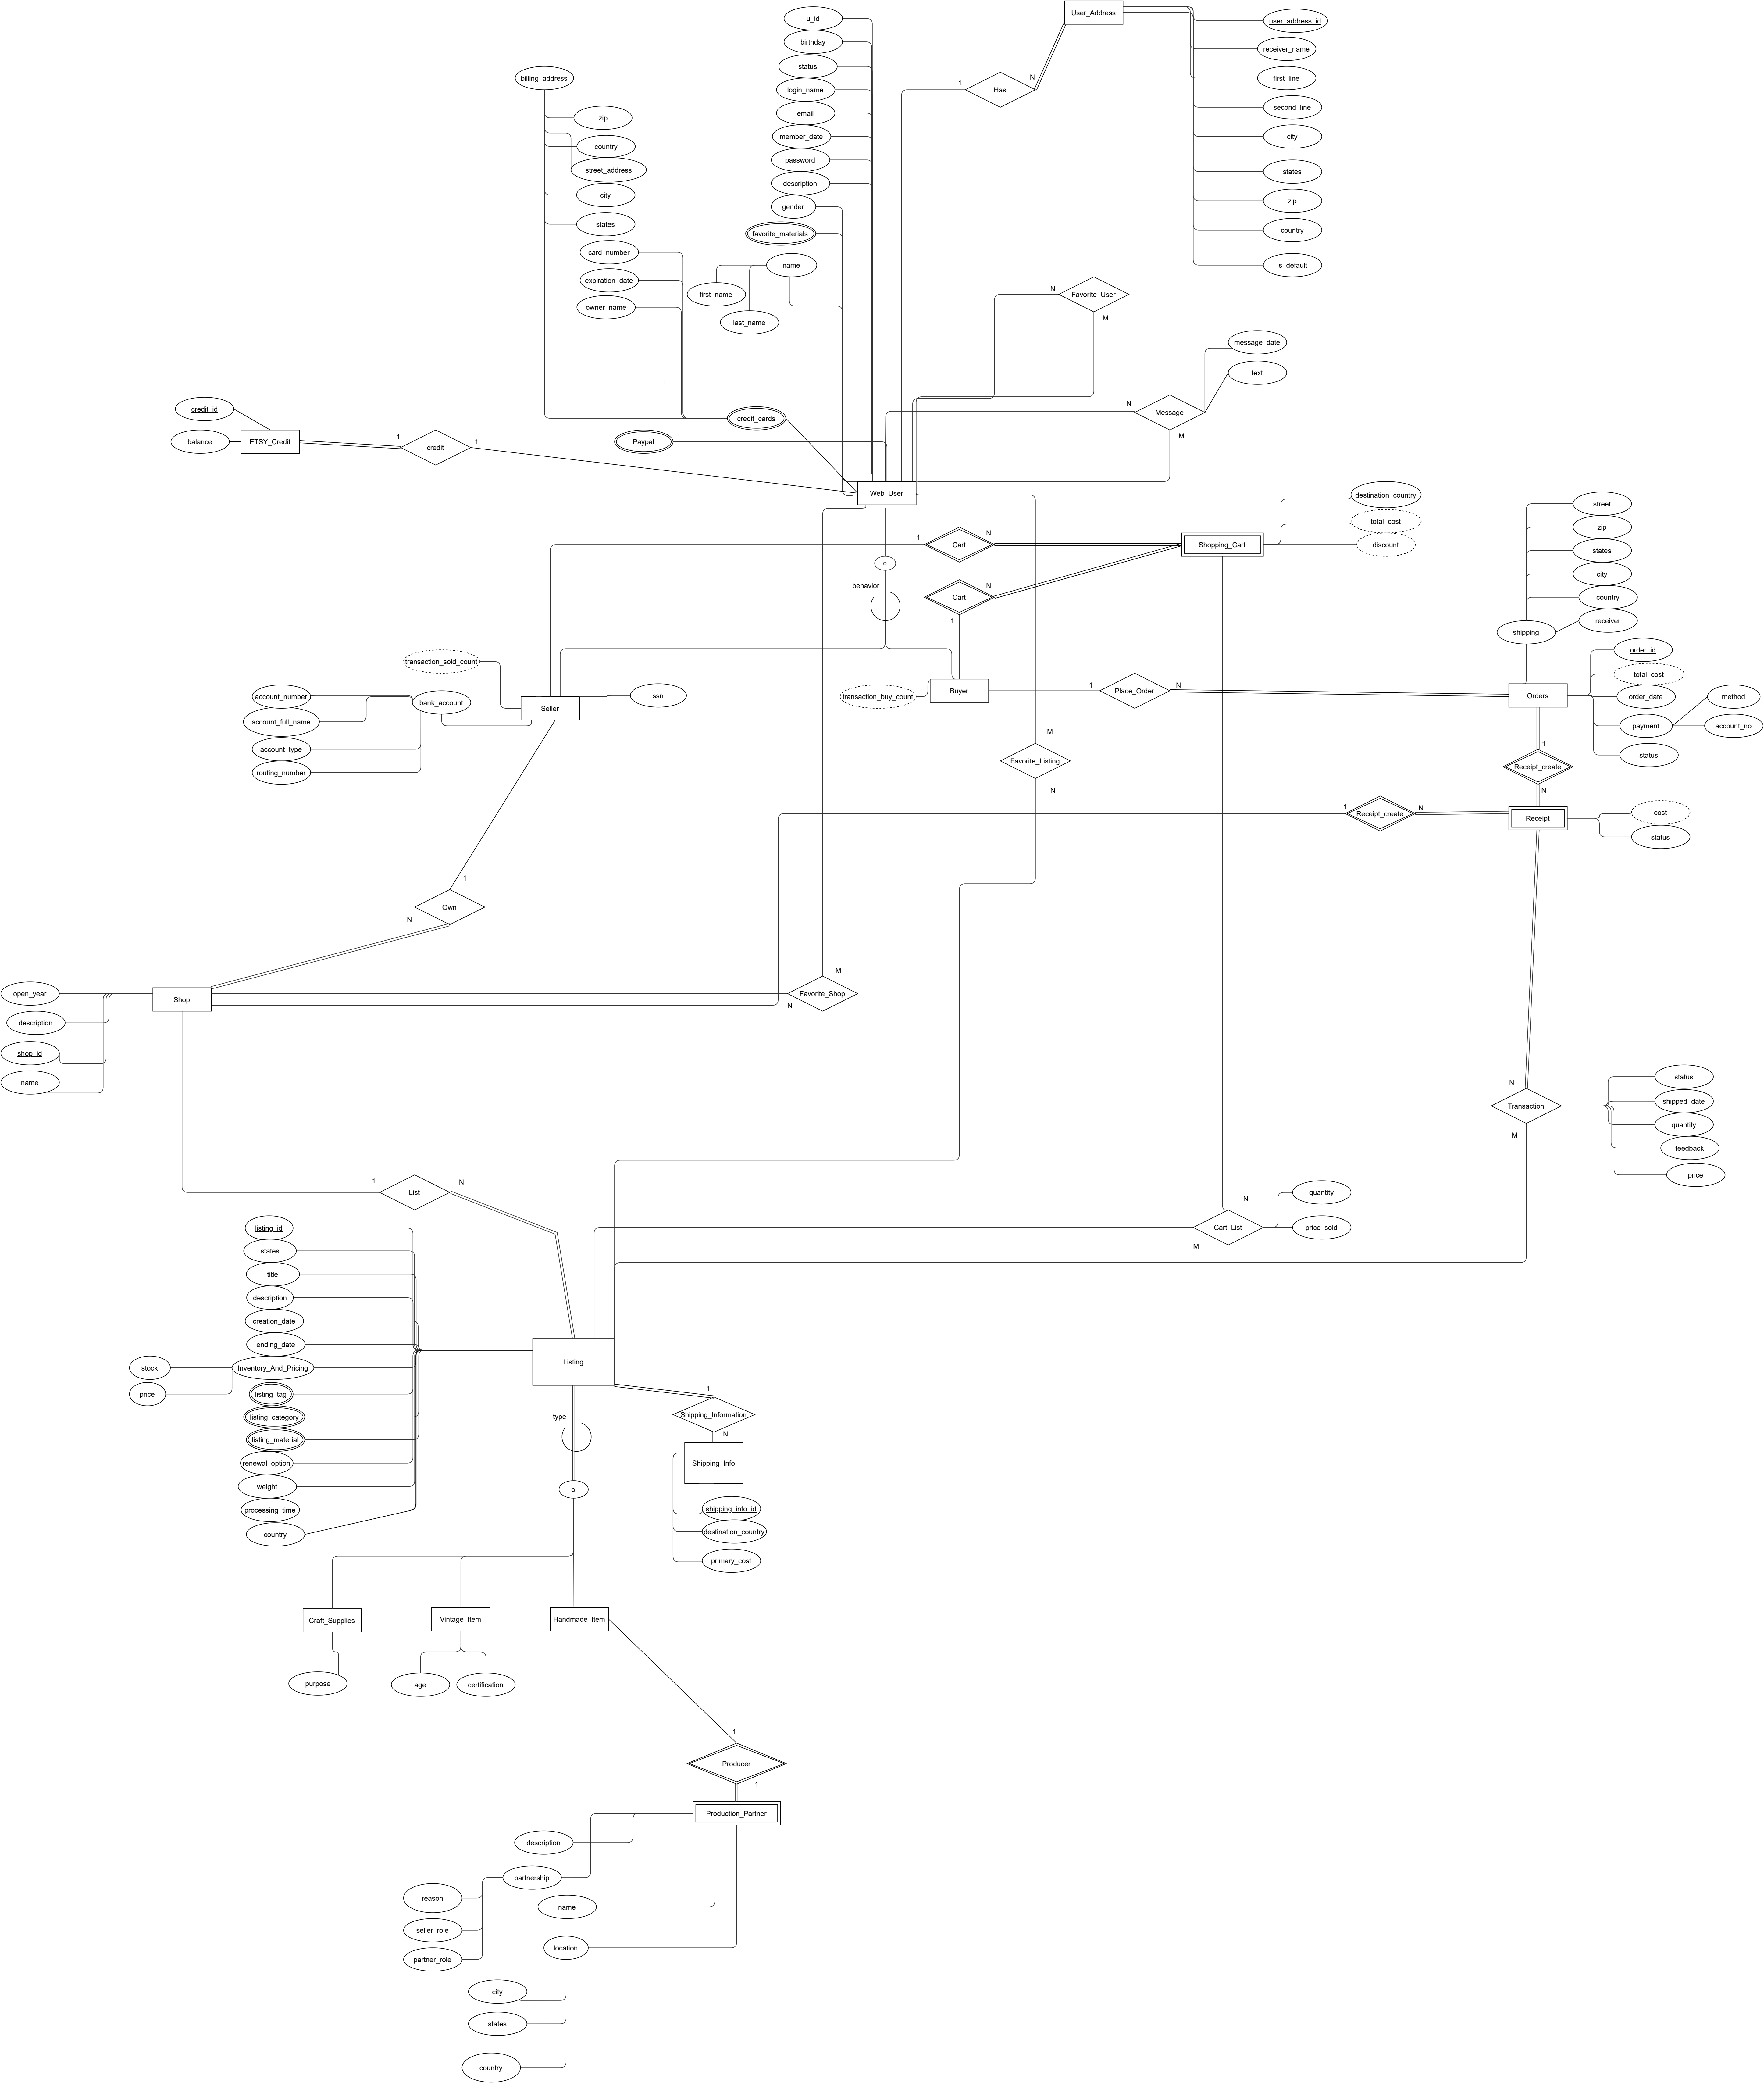 User_Address
u_id
user_address_id
birthday
receiver_name
status
billing_address
first_line
login_name
Has
1
N
second_line
email
zip
member_date
city
country
password
street_address
states
description
city
zip
gender
states
country
favorite_materials
card_number
name
is_default
expiration_date
first_name
Favorite_User
N
M
owner_name
last_name
message_date
text
.
credit_id
credit_cards
Message
N
M
balance
ETSY_Credit
1
credit
1
Paypal
Web_User
destination_country
total_cost
discount
street
zip
states
city
country
receiver
shipping
1
Cart
N
Shopping_Cart
o
behavior
Cart
N
1
order_id
total_cost
order_date
payment
status
method
account_no
transaction_sold_count
account_number
bank_account
account_full_name
account_type
routing_number
Seller
ssn
transaction_buy_count
Buyer
1
Place_Order
N
Orders
1
Receipt_create
N
M
Favorite_Listing
N
1
Receipt_create
N
Receipt
cost
status
1
Own
N
open_year
description
shop_id
name
Shop
M
Favorite_Shop
N
N
Transaction
M
status
shipped_date
quantity
feedback
price
1
List
N
N
Cart_List
M
quantity
price_sold
listing_id
states
title
description
creation_date
ending_date
stock
Inventory_And_Pricing
price
listing_tag
listing_category
listing_material
renewal_option
weight
processing_time
country
Listing
type
1
Shipping_Information
N
Shipping_Info
o
shipping_info_id
destination_country
primary_cost
Craft_Supplies
Vintage_Item
Handmade_Item
purpose
age
certification
1
Producer
1
Production_Partner
description
partnership
reason
name
seller_role
location
partner_role
city
states
country